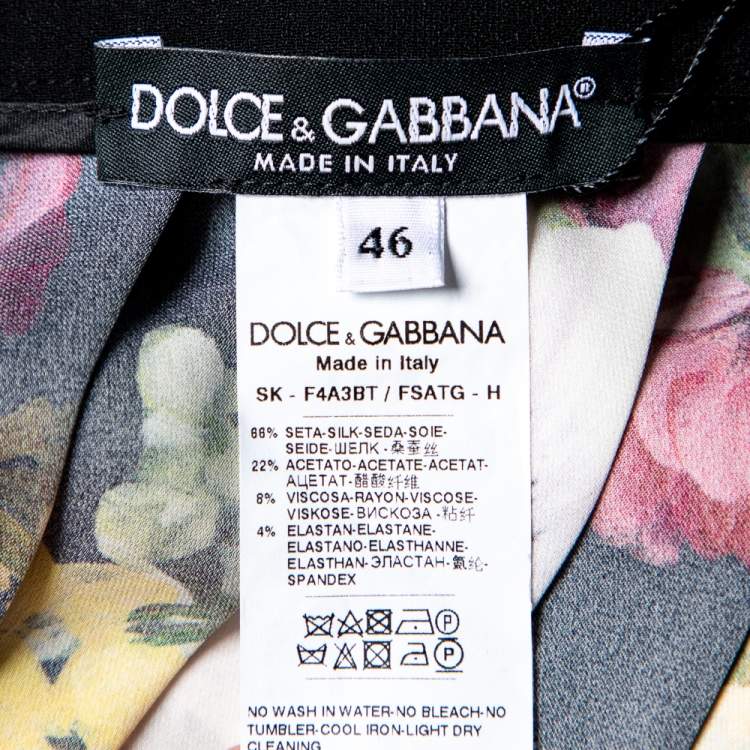 DOLCE & GABBANA®
MADE IN ITALY
46
DOLCE & GABBANA
Made in Italy
SK - F4A3BT / FSATG - H
66% SETA-SILK-SEDA-SOIE-
SEIDE-ШЕЛК-桑蚕丝
22% ACETATO-ACETATE-ACETAT-
АЦЕТАТ-醋酸纤维
8% VISCOSA-RAYON-VISCOSE-
VISKOSE-ВИСКОЗА-粘纤
4% ELASTAN-ELASTANE-
ELASTANO-ELASTHANNE-
ELASTHAN-ЭЛАСТАН-氨纶-
SPANDEX
P
P
NO WASH IN WATER-NO BLEACH-NO
TUMBLER-COOL IRON-LIGHT DRY
CLEANING